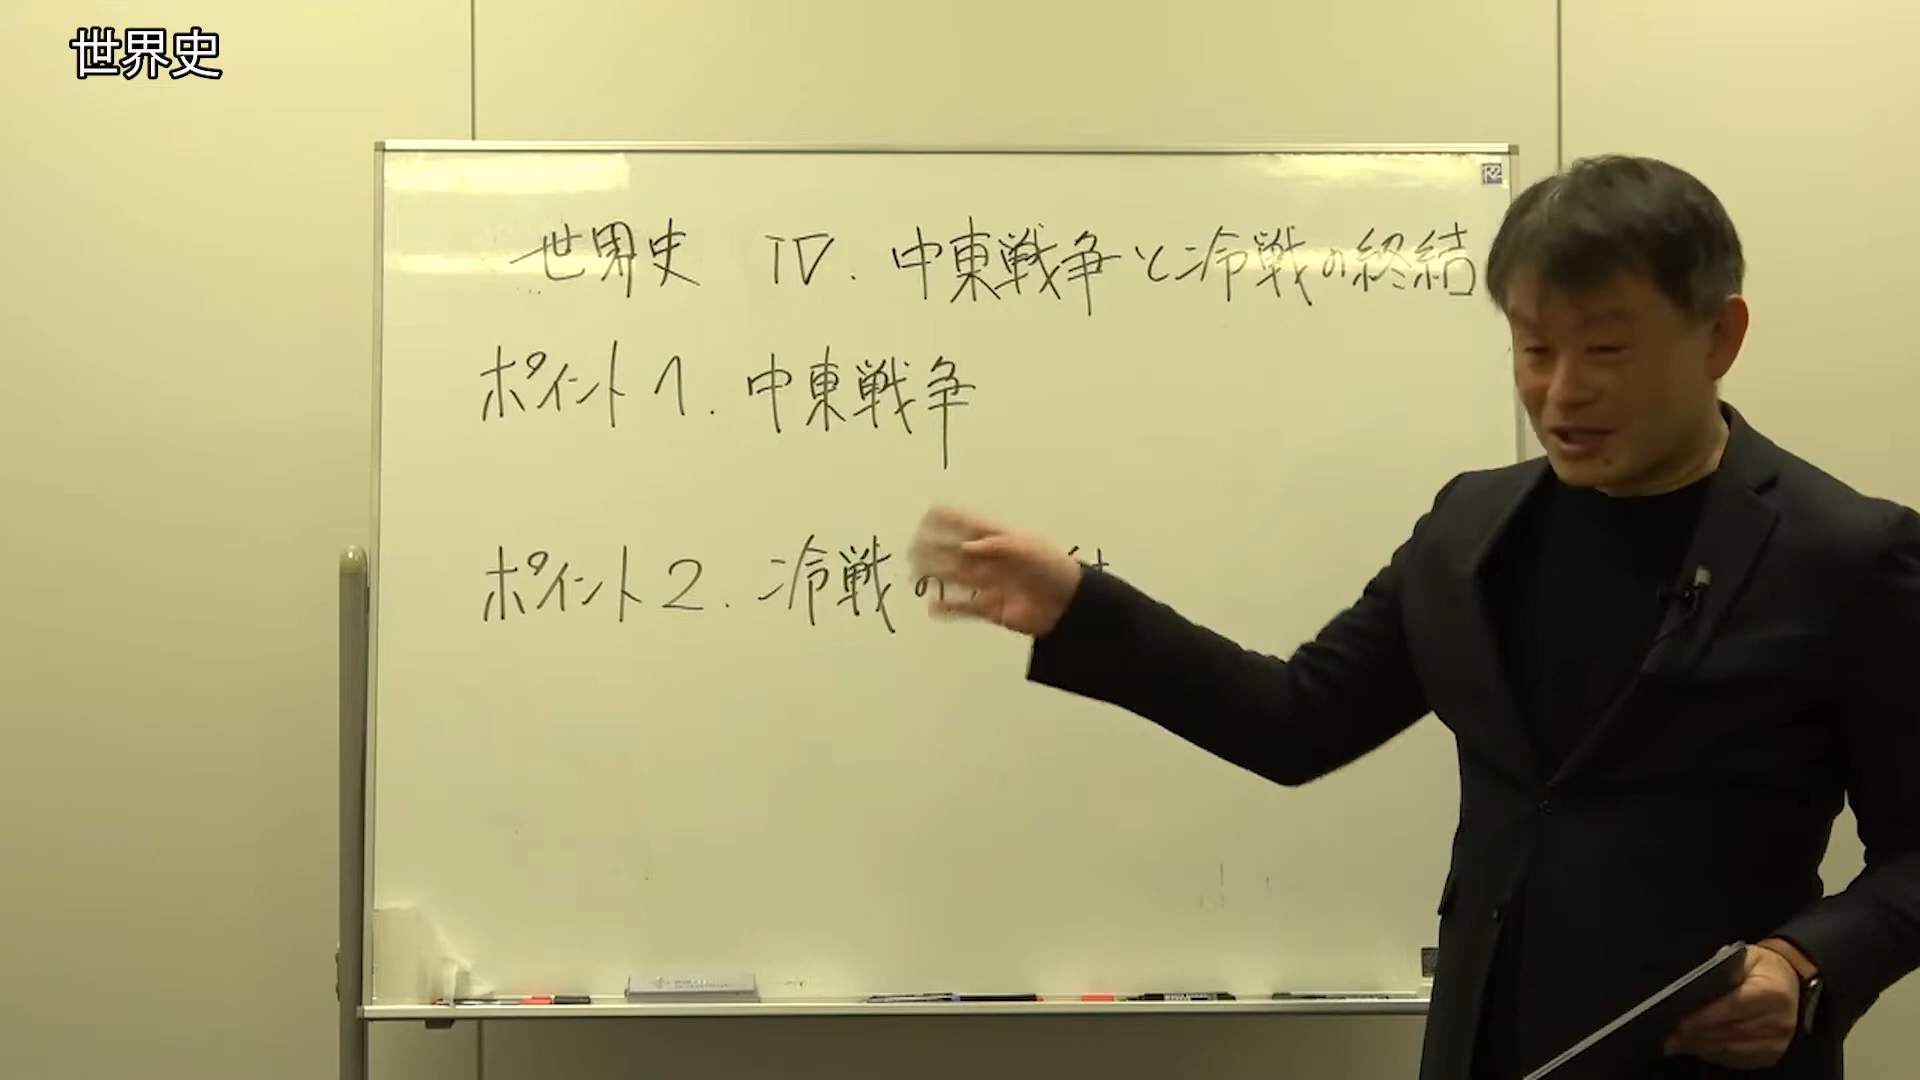 世界史
R2
世界史 IV. 中東戦争と冷戦の終結
ポイント1. 中東戦争
ポイント2. 冷戦の